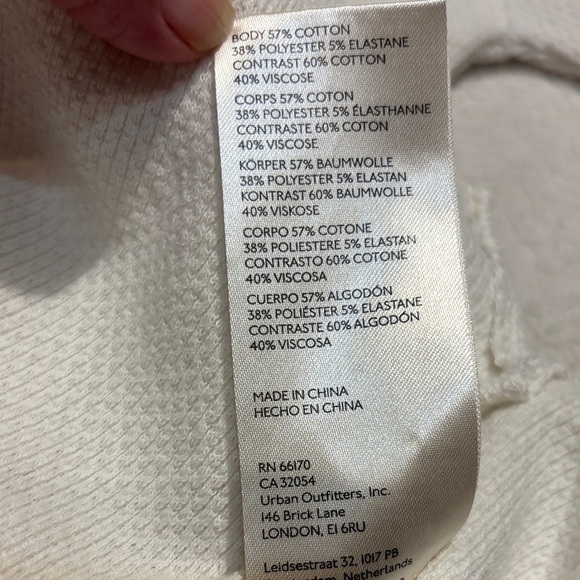 BODY 57% COTTON
38% POLYESTER 5% ELASTANE
CONTRAST 60% COTTON
40% VISCOSE
CORPS 57% COTON
38% POLYESTER 5% ÉLASTHANNE
CONTRASTE 60% COTON
40% VISCOSE
KÖRPER 57% BAUMWOLLE
38% POLYESTER 5% ELASTAN
KONTRAST 60% BAUMWOLLE
40% VISKOSE
CORPO 57% COTONE
38% POLIESTERE 5% ELASTAN
CONTRASTO 60% COTONE
40% VISCOSA
CUERPO 57% ALGODÓN
38% POLIÉSTER 5% ELASTANE
CONTRASTE 60% ALGODÓN
40% VISCOSA
MADE IN CHINA
HECHO EN CHINA
RN 66170
CA 32054
Urban Outfitters, Inc.
146 Brick Lane
LONDON, E1 6RU
Leidsestraat 32, 1017 PB
Netherlands